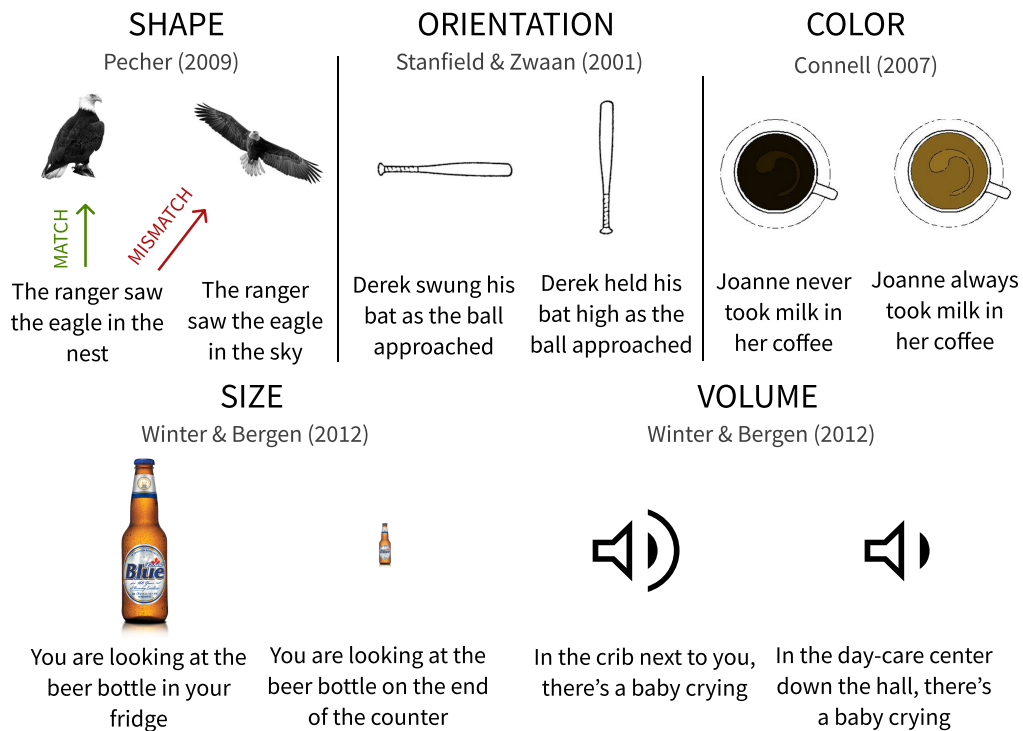 SHAPE
Pecher (2009)
MATCH
MISMATCH
The ranger saw
the eagle in the
nest
The ranger
saw the eagle
in the sky
ORIENTATION
Stanfield & Zwaan (2001)
Derek swung his
bat as the ball
approached
Derek held his
bat high as the
ball approached
COLOR
Connell (2007)
Joanne never
took milk in
her coffee
Joanne always
took milk in
her coffee
SIZE
Winter & Bergen (2012)
Blue
You are looking at the
beer bottle in your
fridge
You are looking at the
beer bottle on the end
of the counter
VOLUME
Winter & Bergen (2012)
In the crib next to you,
there's a baby crying
In the day-care center
down the hall, there's
a baby crying